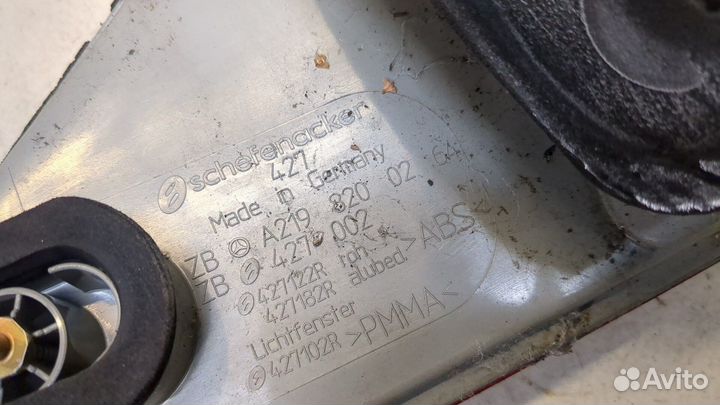 schefenacker
427
Made in Germany
ZB A219 820 02 64
ZB 427 002
427122R rph. >ABS<
427182R alubed.
Lichtfenster
427102R >PMMA<
Avito